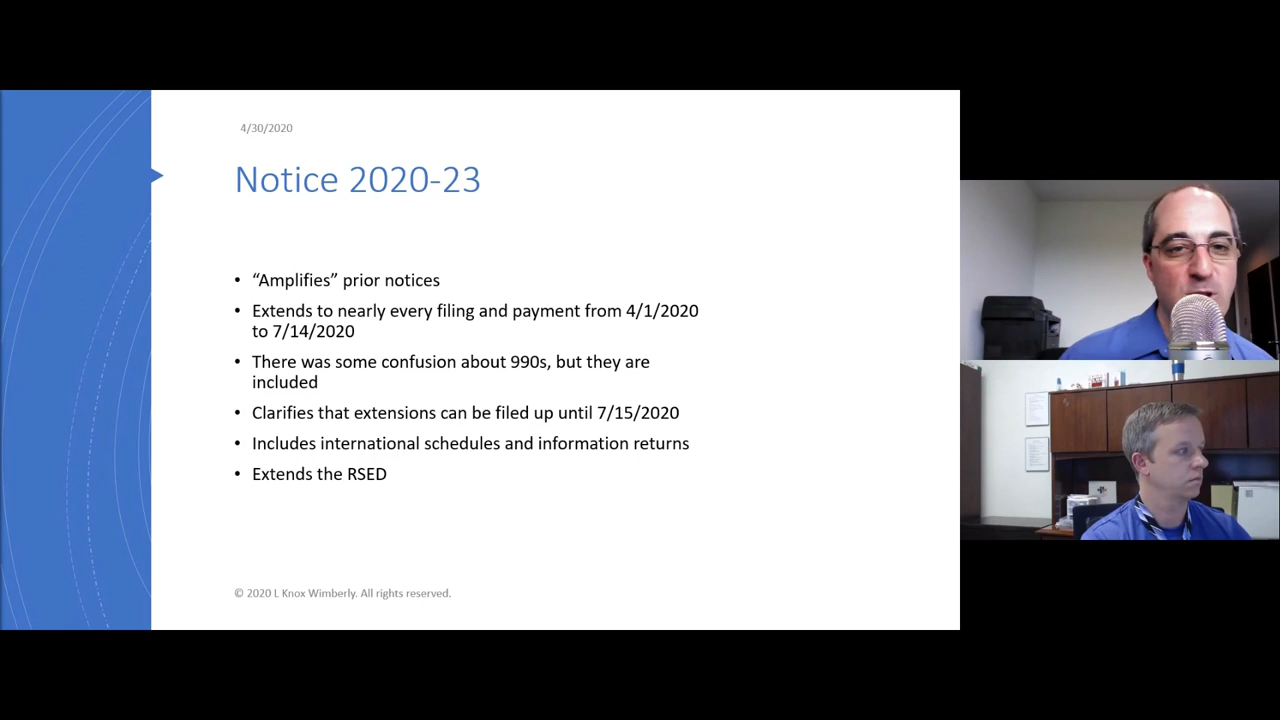 4/30/2020
Notice 2020-23
• “Amplifies” prior notices
• Extends to nearly every filing and payment from 4/1/2020
to 7/14/2020
• There was some confusion about 990s, but they are
included
• Clarifies that extensions can be filed up until 7/15/2020
• Includes international schedules and information returns
• Extends the RSED
© 2020 L Knox Wimberly. All rights reserved.